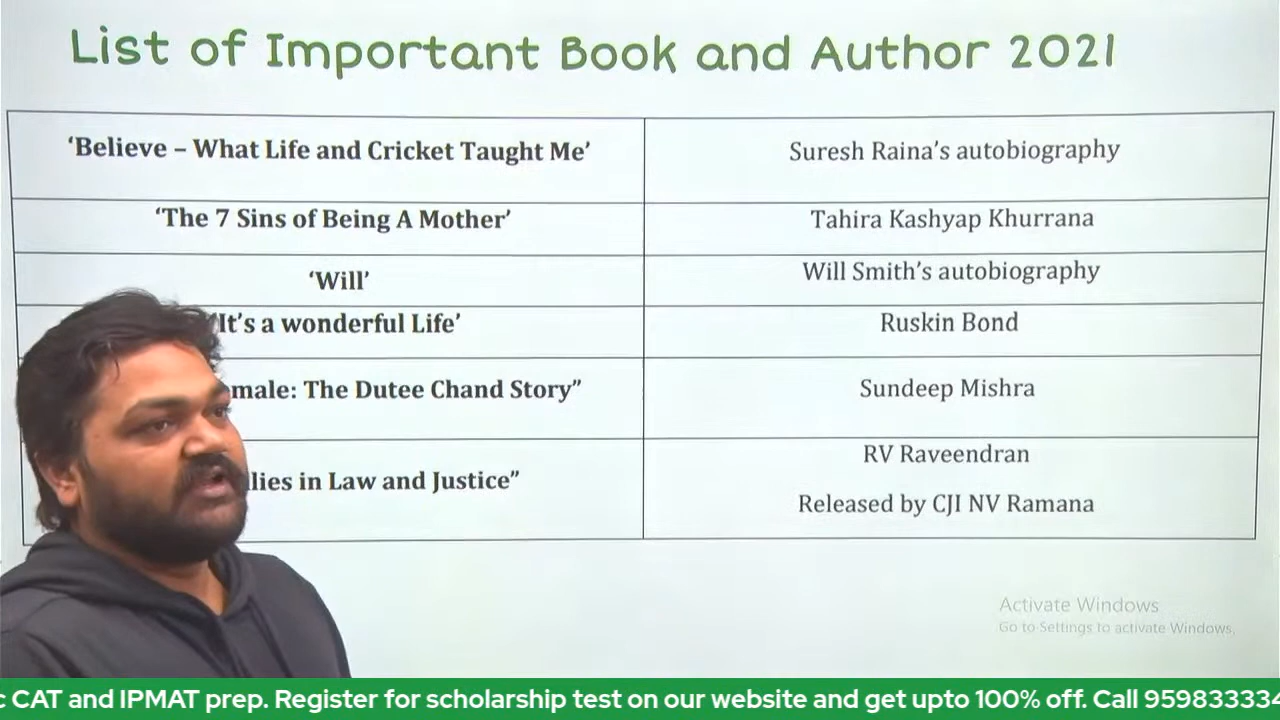 List of Important Book and Author 2021
‘Believe – What Life and Cricket Taught Me’ Suresh Raina’s autobiography
‘The 7 Sins of Being A Mother’ Tahira Kashyap Khurrana
‘Will’ Will Smith’s autobiography
‘It’s a wonderful Life’ Ruskin Bond
The Dutee Chand Story” Sundeep Mishra
in Law and Justice” RV Raveendran
Released by CJI NV Ramana
Activate Windows
Go to Settings to activate Windows.
CAT and IPMAT prep. Register for scholarship test on our website and get upto 100% off. Call